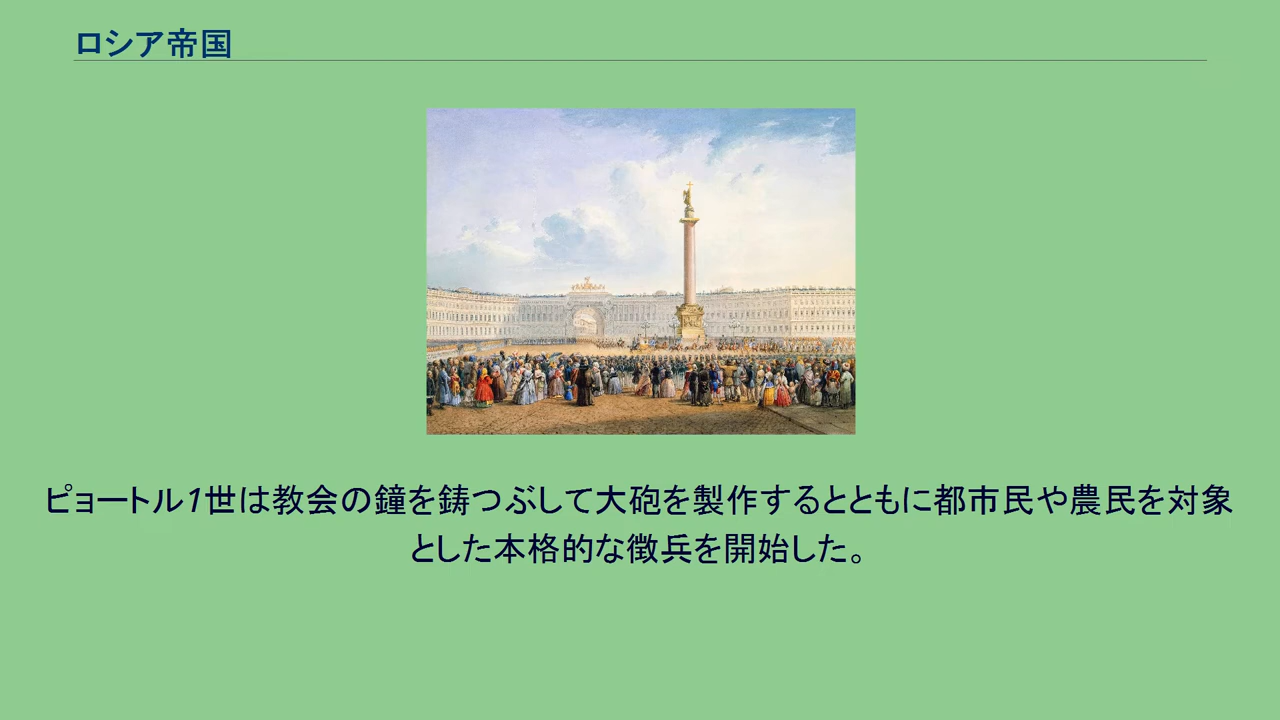 ロシア帝国
ピョートル1世は教会の鐘を鋳つぶして大砲を製作するとともに都市民や農民を対象
とした本格的な徴兵を開始した。